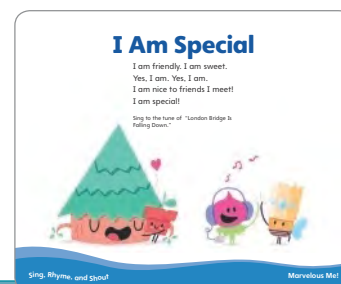 I Am Special
I am friendly. I am sweet.
Yes, I am. Yes, I am.
I am nice to friends I meet!
I am special!
Sing to the tune of "London Bridge Is
Falling Down."
Sing, Rhyme, and Shout
Marvelous Me!